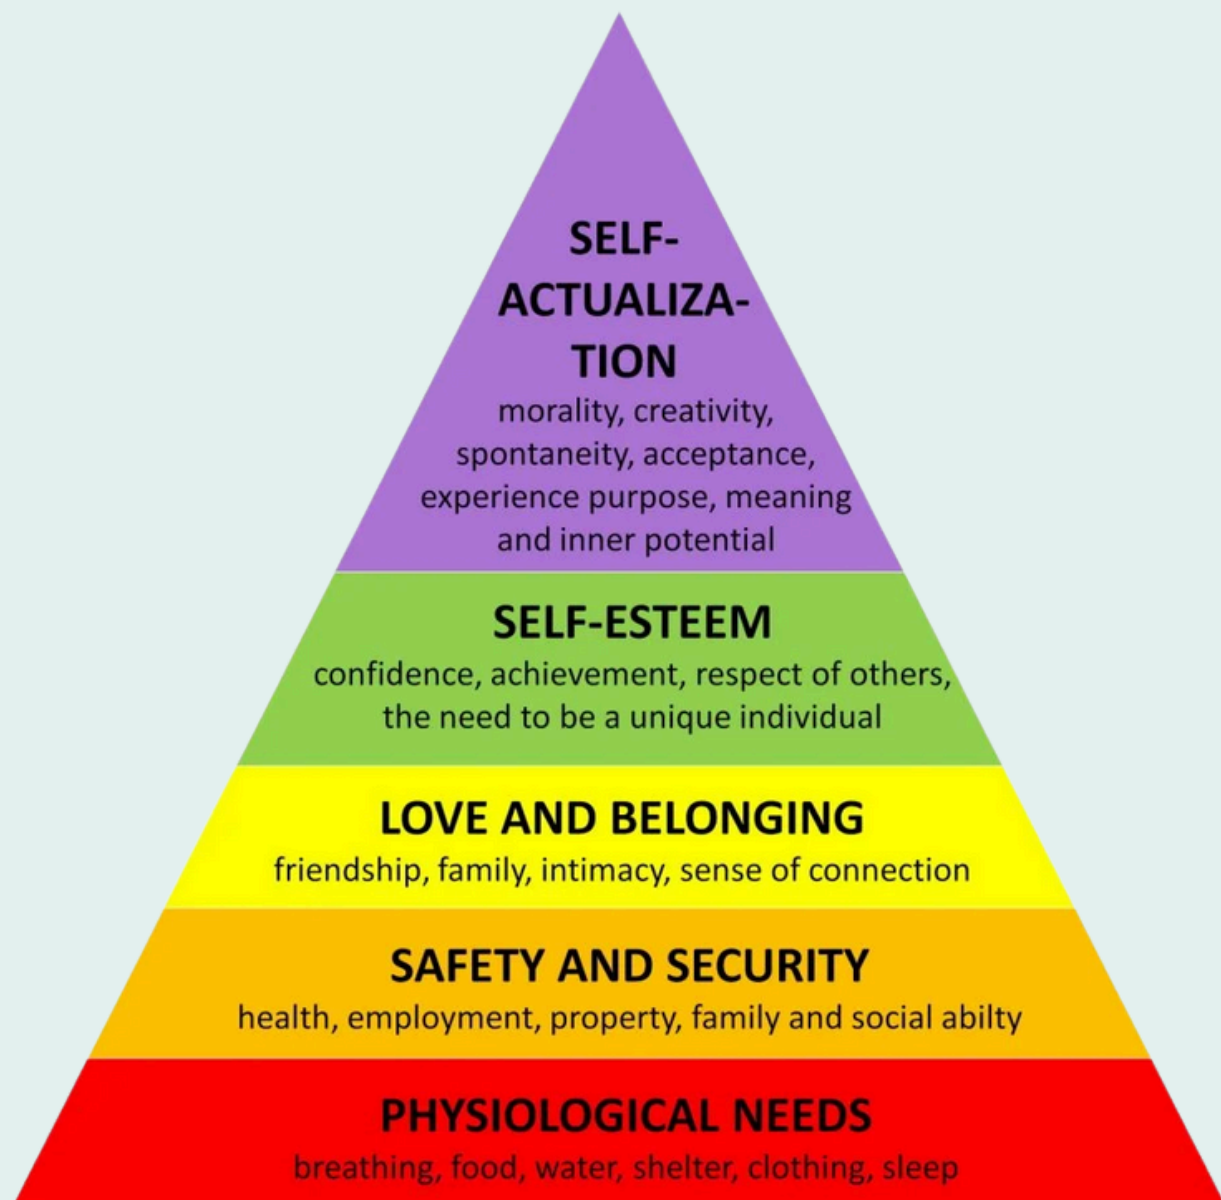 SELF-
ACTUALIZA-
TION
morality, creativity,
spontaneity, acceptance,
experience purpose, meaning
and inner potential
SELF-ESTEEM
confidence, achievement, respect of others,
the need to be a unique individual
LOVE AND BELONGING
friendship, family, intimacy, sense of connection
SAFETY AND SECURITY
health, employment, property, family and social abilty
PHYSIOLOGICAL NEEDS
breathing, food, water, shelter, clothing, sleep